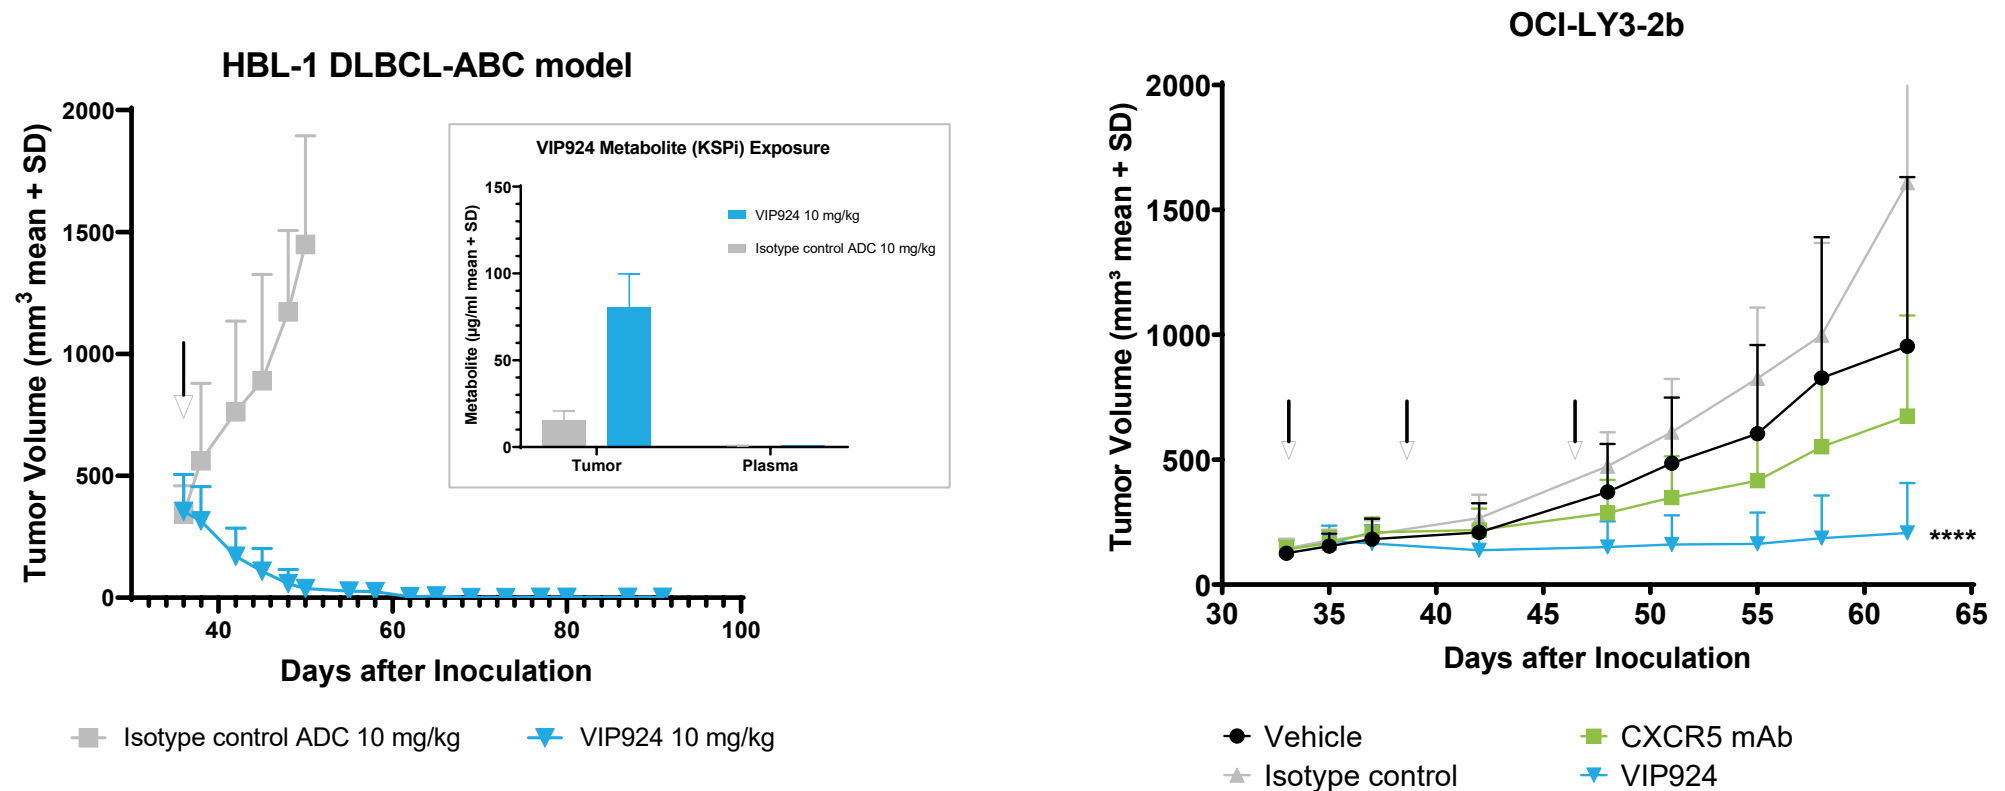 HBL-1 DLBCL-ABC model
Tumor Volume (mm³ mean + SD)
2000
1500
1000
500
0
40
60
80
100
Days after Inoculation
VIP924 Metabolite (KSPi) Exposure
Metabolite (µg/ml mean + SD)
150
100
50
0
Tumor
Plasma
VIP924 10 mg/kg
Isotype control ADC 10 mg/kg
Isotype control ADC 10 mg/kg
VIP924 10 mg/kg
OCI-LY3-2b
Tumor Volume (mm³ mean + SD)
2000
1500
1000
500
0
30
35
40
45
50
55
60
65
****
Days after Inoculation
Vehicle
CXCR5 mAb
Isotype control
VIP924